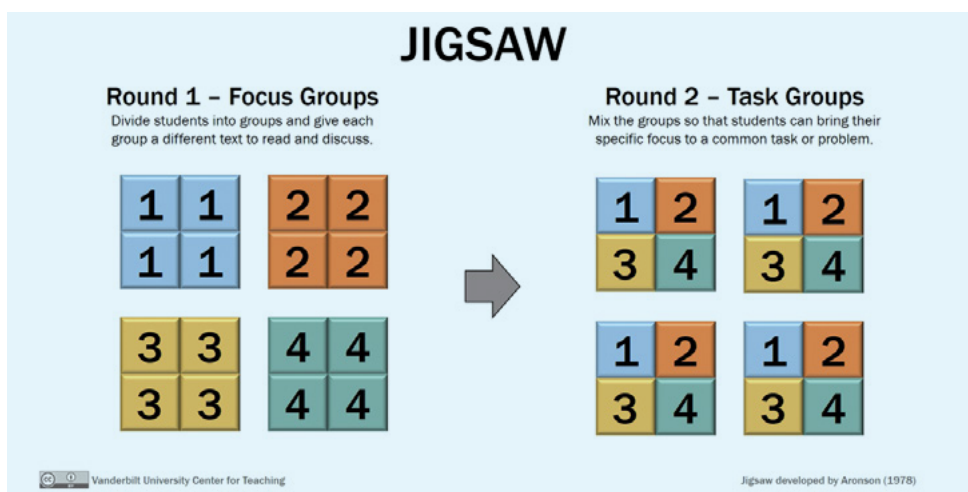 JIGSAW
Round 1 – Focus Groups
Divide students into groups and give each
group a different text to read and discuss.
1 1 2 2
1 1 2 2
3 3 4 4
3 3 4 4
Round 2 – Task Groups
Mix the groups so that students can bring their
specific focus to a common task or problem.
1 2 1 2
3 4 3 4
1 2 1 2
3 4 3 4
cc
Vanderbilt University Center for Teaching
Jigsaw developed by Aronson (1978)